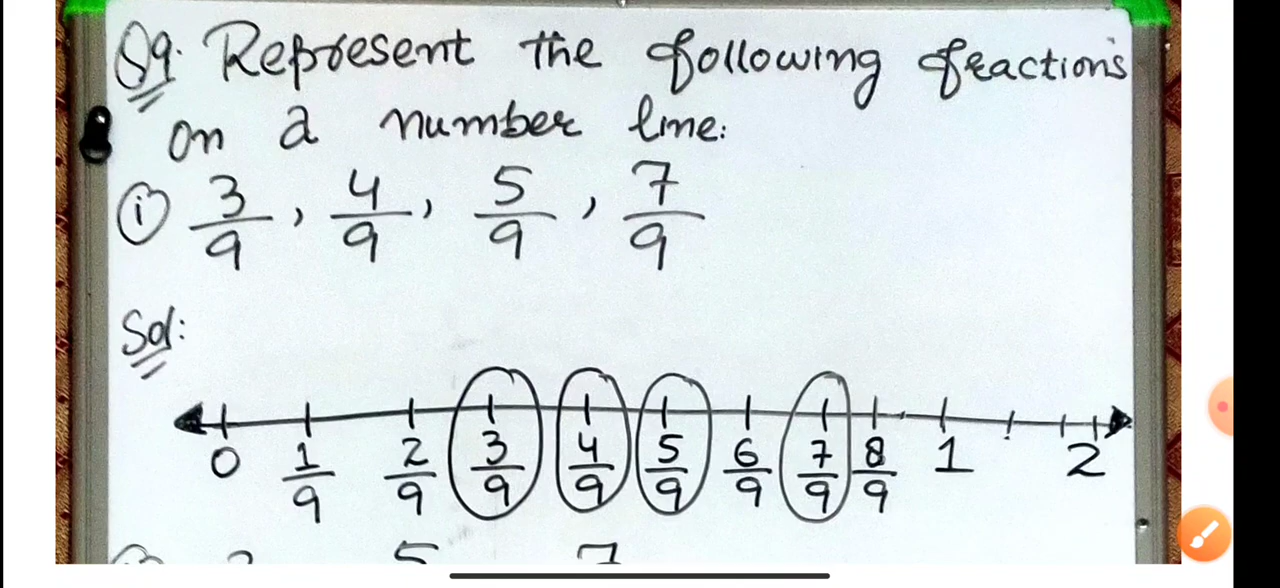 Q9. Represent the following fractions
on a number line:
(i) 3/9, 4/9, 5/9, 7/9
Sol:
0 1/9 2/9 3/9 4/9 5/9 6/9 7/9 8/9 1 2